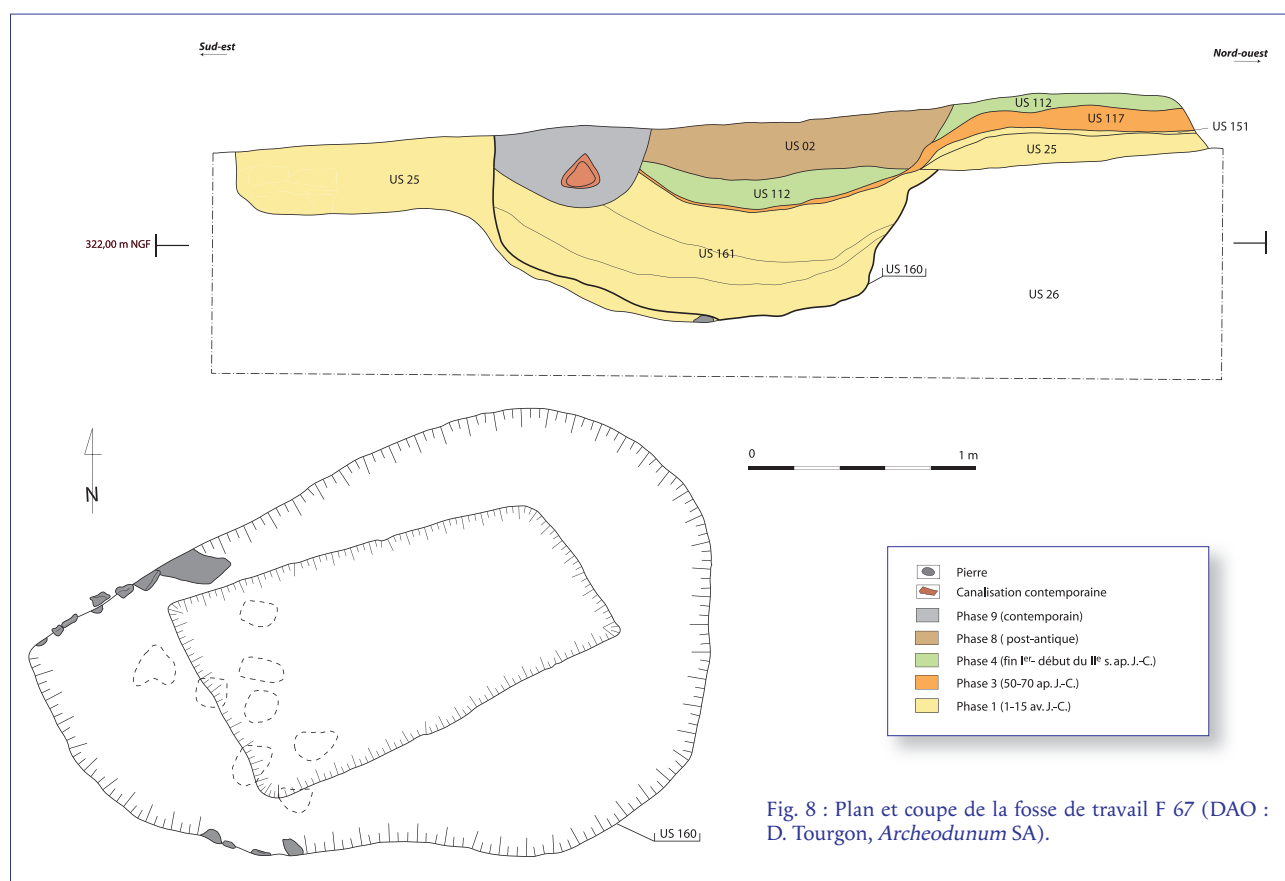 Sud-est
Nord-ouest
US 112
US 117
US 151
US 02
US 25
US 25
US 112
322,00 m NGF
US 161
US 160
US 26
0 1 m
N
Pierre
Canalisation contemporaine
Phase 9 (contemporain)
Phase 8 ( post-antique)
Phase 4 (fin Ier- début du IIe s. ap. J.-C.)
Phase 3 (50-70 ap. J.-C.)
Phase 1 (1-15 av. J.-C.)
US 160
Fig. 8 : Plan et coupe de la fosse de travail F 67 (DAO :
D. Tourgon, Archeodunum SA).